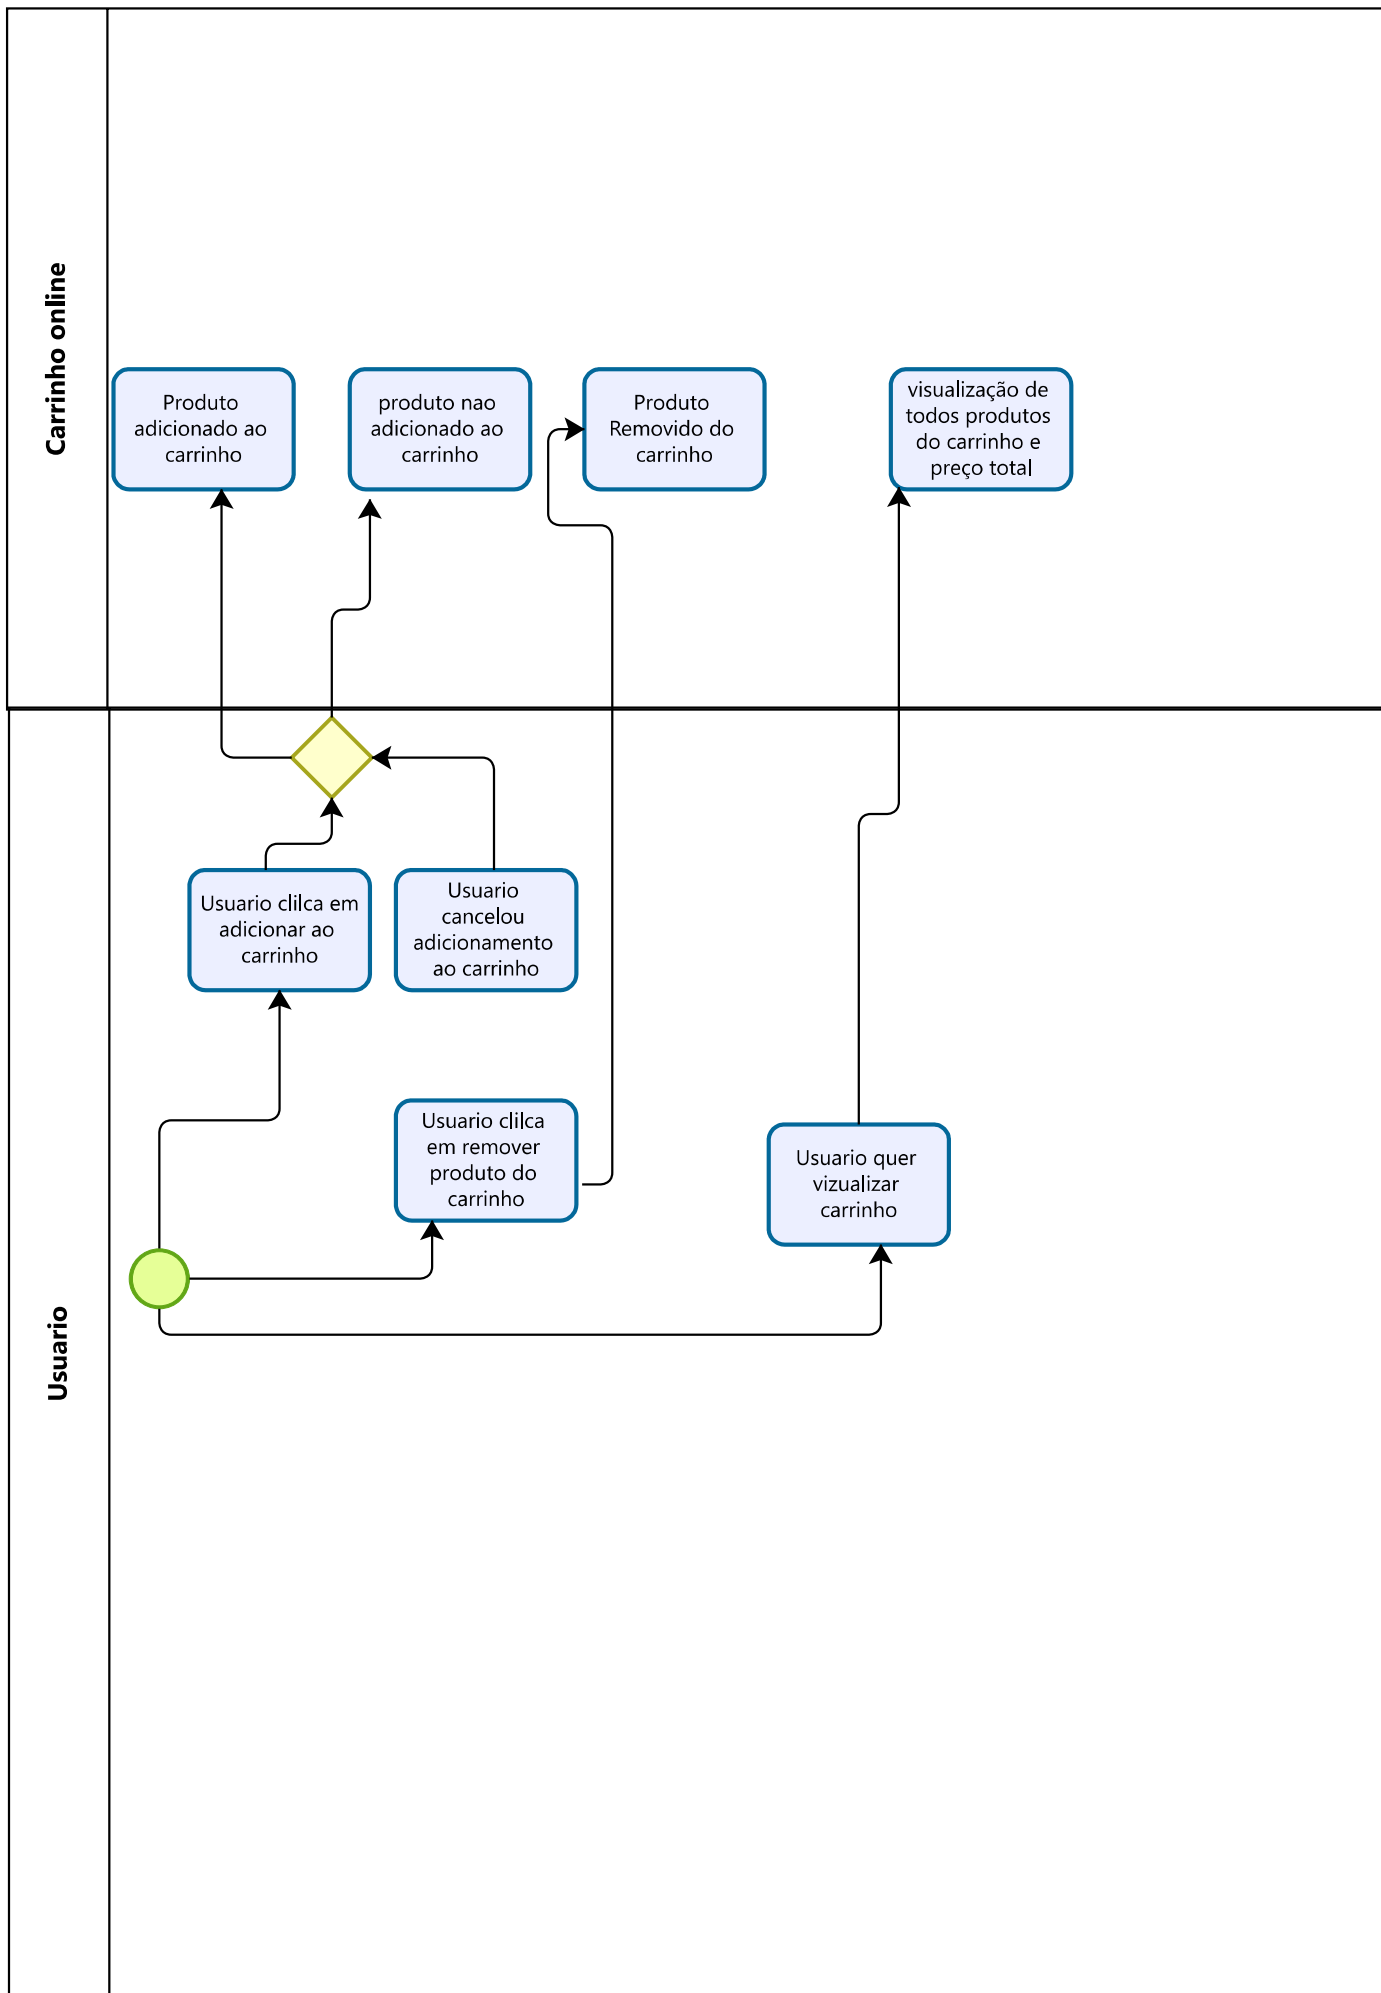 Carrinho online
Produto
adicionado ao
carrinho
produto nao
adicionado ao
carrinho
Produto
Removido do
carrinho
visualização de
todos produtos
do carrinho e
preço total
Usuario
Usuario clilca em
adicionar ao
carrinho
Usuario
cancelou
adicionamento
ao carrinho
Usuario clilca
em remover
produto do
carrinho
Usuario quer
vizualizar
carrinho